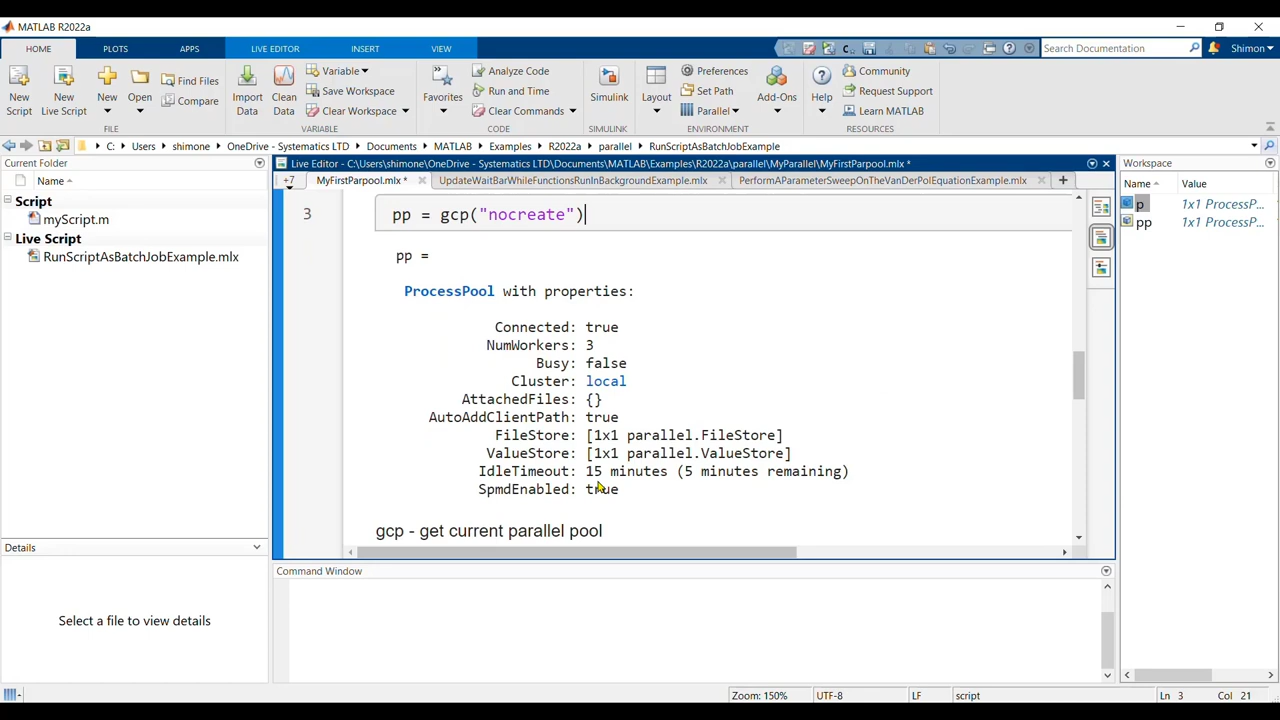 MATLAB R2022a
HOME PLOTS APPS LIVE EDITOR INSERT VIEW Search Documentation Shimon
New Script New Live Script New Open Find Files Compare
FILE
Import Data Clean Data Variable Save Workspace Clear Workspace
VARIABLE
Favorites Analyze Code Run and Time Clear Commands
CODE
Simulink
SIMULINK
Layout Preferences Set Path Parallel Add-Ons
ENVIRONMENT
Help Community Request Support Learn MATLAB
RESOURCES
C: Users shimone OneDrive - Systematics LTD Documents MATLAB Examples R2022a parallel RunScriptAsBatchJobExample
Current Folder
Name
Script
myScript.m
Live Script
RunScriptAsBatchJobExample.mlx
Details
Select a file to view details
Live Editor - C:\Users\shimone\OneDrive - Systematics LTD\Documents\MATLAB\Examples\R2022a\parallel\MyParallel\MyFirstParpool.mlx *
+7 MyFirstParpool.mlx * UpdateWaitBarWhileFunctionsRunInBackgroundExample.mlx PerformAParameterSweepOnTheVanDerPolEquationExample.mlx
3 pp = gcp("nocreate")
pp =
ProcessPool with properties:
Connected: true
NumWorkers: 3
Busy: false
Cluster: local
AttachedFiles: {}
AutoAddClientPath: true
FileStore: [1x1 parallel.FileStore]
ValueStore: [1x1 parallel.ValueStore]
IdleTimeout: 15 minutes (5 minutes remaining)
SpmdEnabled: true
gcp - get current parallel pool
Command Window
Workspace
Name Value
p 1x1 ProcessP...
pp 1x1 ProcessP...
Zoom: 150% UTF-8 LF script Ln 3 Col 21